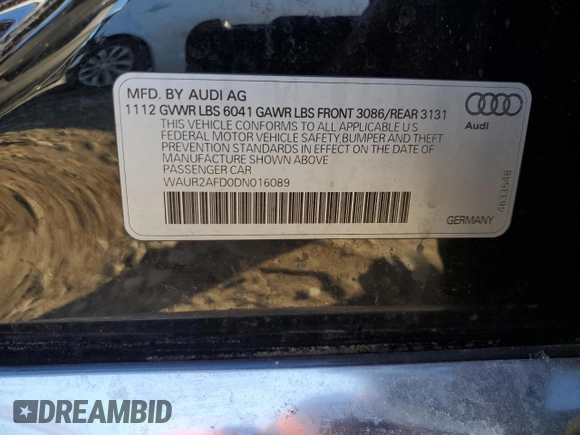 MFD. BY AUDI AG
1112 GVWR LBS 6041 GAWR LBS FRONT 3086/REAR 3131
THIS VEHICLE CONFORMS TO ALL APPLICABLE U S
FEDERAL MOTOR VEHICLE SAFETY,BUMPER AND THEFT
PREVENTION STANDARDS IN EFFECT ON THE DATE OF
MANUFACTURE SHOWN ABOVE
PASSENGER CAR
WAUR2AFD0DN016089
Audi
4633548
GERMANY
DREAMBID